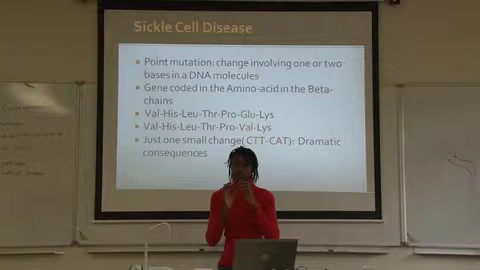 Sickle Cell Disease
Point mutation: change involving one or two
bases in a DNA molecules
Gene coded in the Amino-acid in the Beta-
chains
Val-His-Leu-Thr-Pro-Glu-Lys
Val-His-Leu-Thr-Pro-Val-Lys
Just one small change( CTT-CAT): Dramatic
consequences